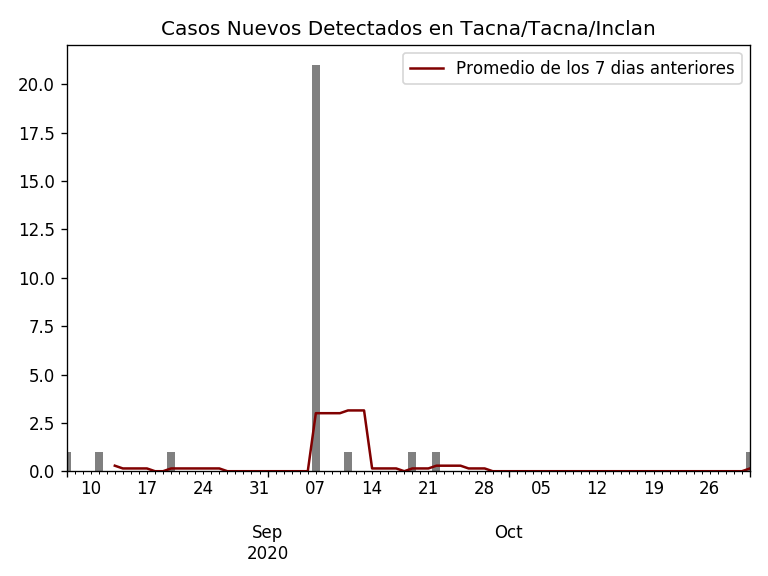 Casos Nuevos Detectados en Tacna/Tacna/Inclan
Promedio de los 7 dias anteriores
20.0
17.5
15.0
12.5
10.0
7.5
5.0
2.5
0.0
10 17 24 31 07 14 21 28 05 12 19 26
Sep Oct
2020